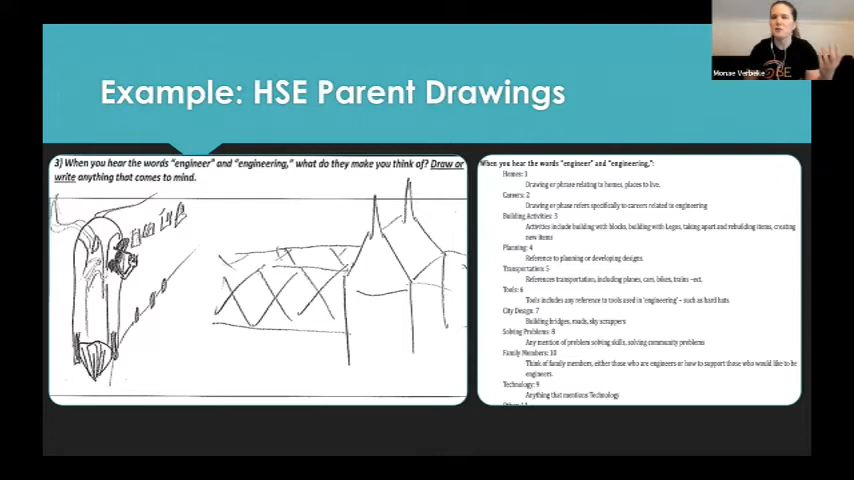 Example: HSE Parent Drawings
Monae Verbeke
3) When you hear the words "engineer" and "engineering," what do they make you think of? Draw or
write anything that comes to mind.
When you hear the words "engineer" and "engineering,":
Homes: 1
Drawing or phrase relating to homes, places to live.
Careers: 2
Drawing or phase refers specifically to careers related to engineering
Building Activities: 3
Activities include building with blocks, building with Legos, taking apart and rebuilding items, creating
new items
Planning: 4
Reference to planning or developing designs.
Transportation: 5
References transportation, including planes, cars, bikes, trains –ect.
Tools: 6
Tools includes any reference to tools used in 'engineering' – such as hard hats
City Design: 7
Building bridges, roads, sky scrappers
Solving Problems: 8
Any mention of problem solving skills, solving community problems
Family Members: 10
Think of family members, either those who are engineers or how to support those who would like to be
engineers.
Technology: 9
Anything that mentions Technology